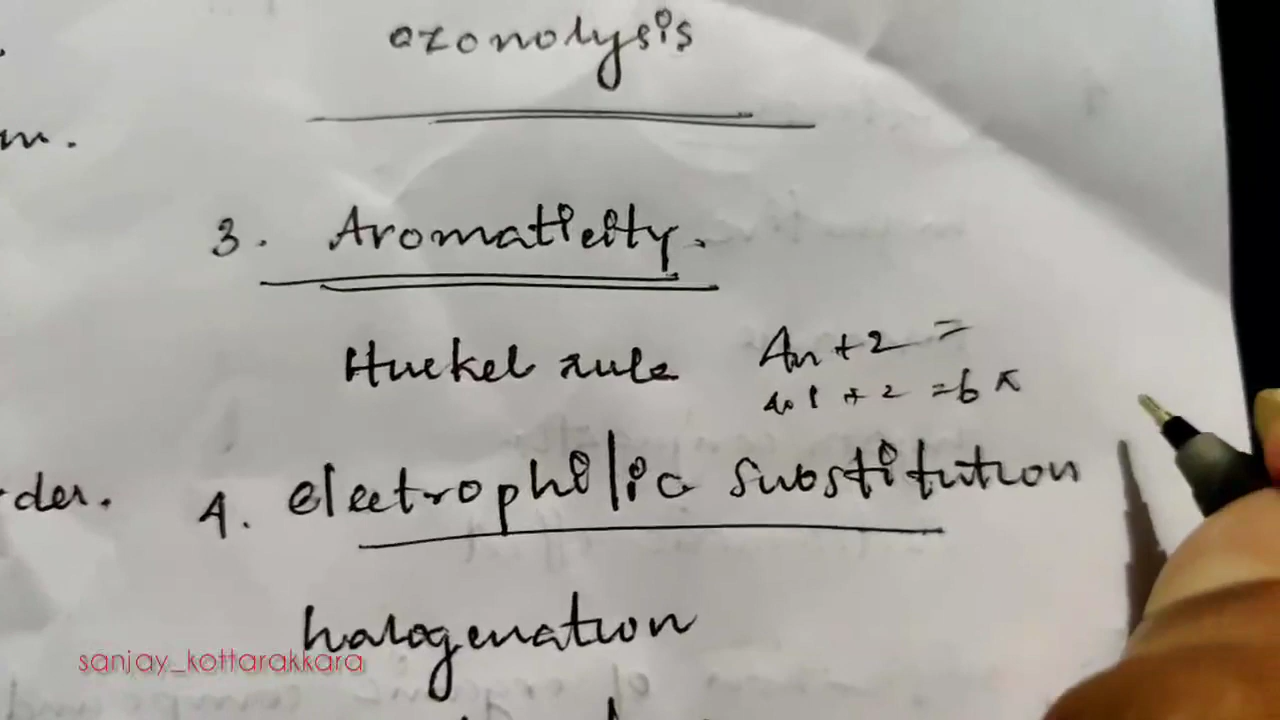 ozonolysis
m.
3. Aromaticity.
Huckel rule 4n+2 =
4×1+2 =6π
der.
4. electrophilic substitution
halogenation
sanjay_kottarakkara